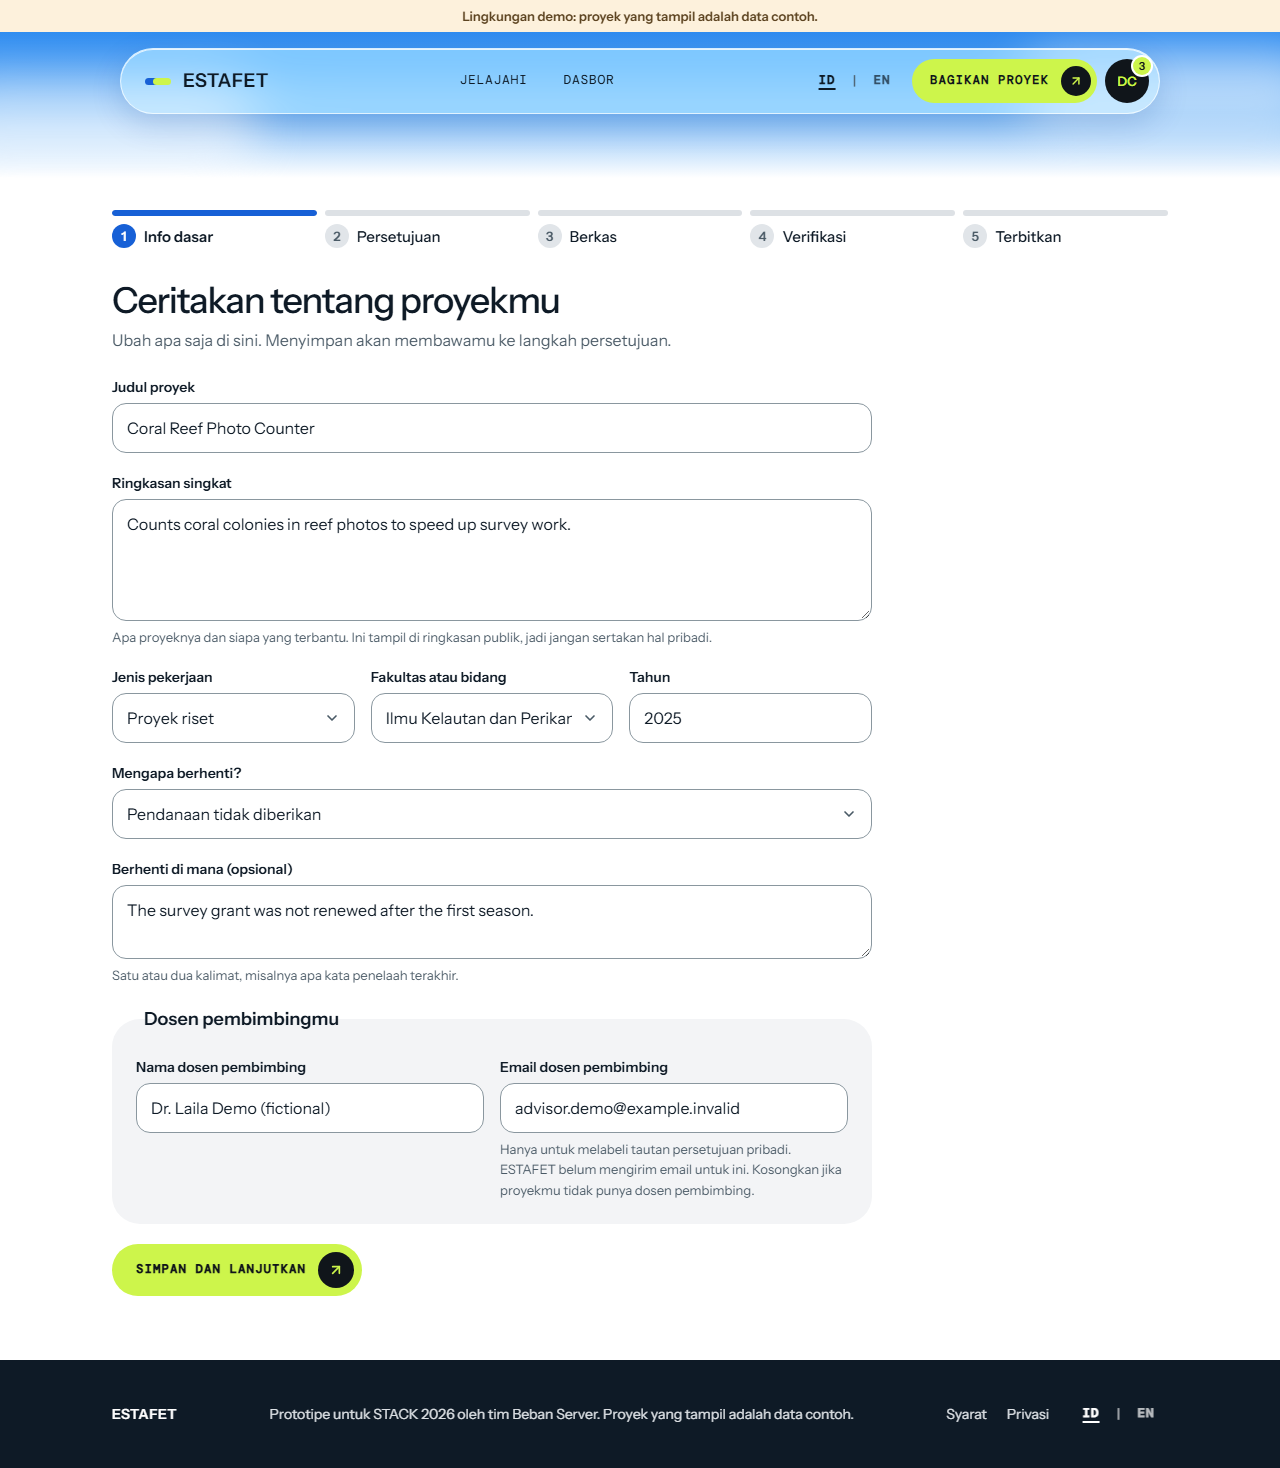 Lingkungan demo: proyek yang tampil adalah data contoh.
ESTAFET
JELAJAHI
DASBOR
ID | EN
BAGIKAN PROYEK
DC
3
1 Info dasar
2 Persetujuan
3 Berkas
4 Verifikasi
5 Terbitkan
Ceritakan tentang proyekmu
Ubah apa saja di sini. Menyimpan akan membawamu ke langkah persetujuan.
Judul proyek
Coral Reef Photo Counter
Ringkasan singkat
Counts coral colonies in reef photos to speed up survey work.
Apa proyeknya dan siapa yang terbantu. Ini tampil di ringkasan publik, jadi jangan sertakan hal pribadi.
Jenis pekerjaan
Proyek riset
Fakultas atau bidang
Ilmu Kelautan dan Perikar
Tahun
2025
Mengapa berhenti?
Pendanaan tidak diberikan
Berhenti di mana (opsional)
The survey grant was not renewed after the first season.
Satu atau dua kalimat, misalnya apa kata penelaah terakhir.
Dosen pembimbingmu
Nama dosen pembimbing
Dr. Laila Demo (fictional)
Email dosen pembimbing
advisor.demo@example.invalid
Hanya untuk melabeli tautan persetujuan pribadi.
ESTAFET belum mengirim email untuk ini. Kosongkan jika
proyekmu tidak punya dosen pembimbing.
SIMPAN DAN LANJUTKAN
ESTAFET
Prototipe untuk STACK 2026 oleh tim Beban Server. Proyek yang tampil adalah data contoh.
Syarat
Privasi
ID | EN